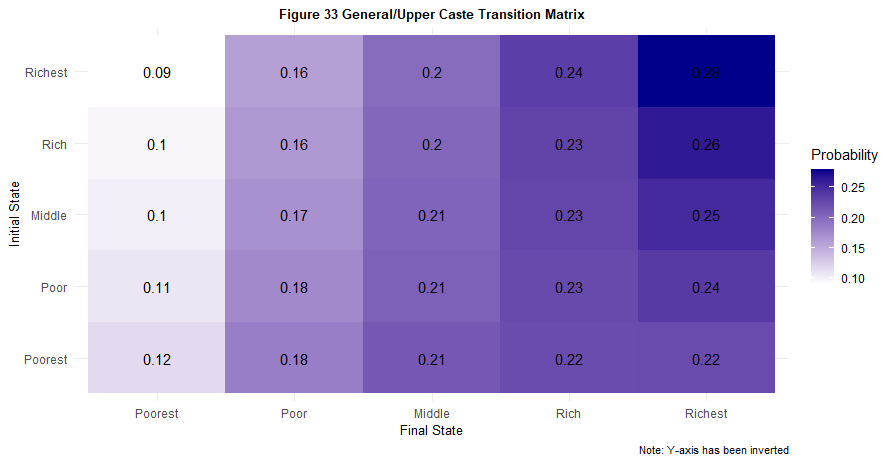 Figure 33 General/Upper Caste Transition Matrix
Initial State
Richest 0.09 0.16 0.2 0.24 0.28
Rich 0.1 0.16 0.2 0.23 0.26
Middle 0.1 0.17 0.21 0.23 0.25
Poor 0.11 0.18 0.21 0.23 0.24
Poorest 0.12 0.18 0.21 0.22 0.22
Poorest Poor Middle Rich Richest
Final State
Probability
0.25
0.20
0.15
0.10
Note: Y-axis has been inverted